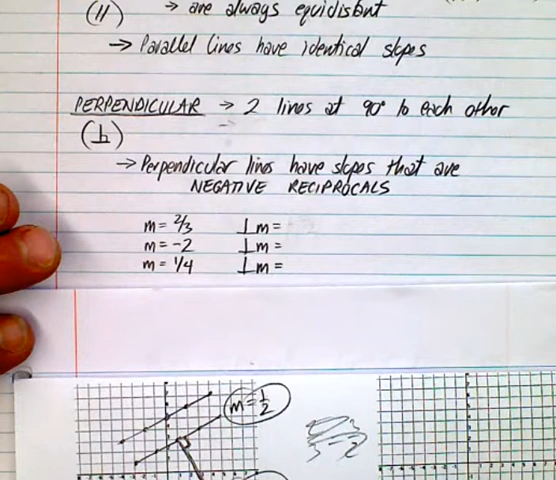 (//) → are always equidistant
→ Parallel lines have identical slopes
PERPENDICULAR → 2 lines at 90° to each other
(⊥)
→ Perpendicular lines have slopes that are
NEGATIVE RECIPROCALS
m = 2/3 ⊥m =
m = -2 ⊥m =
m = 1/4 ⊥m =
m = 1/2